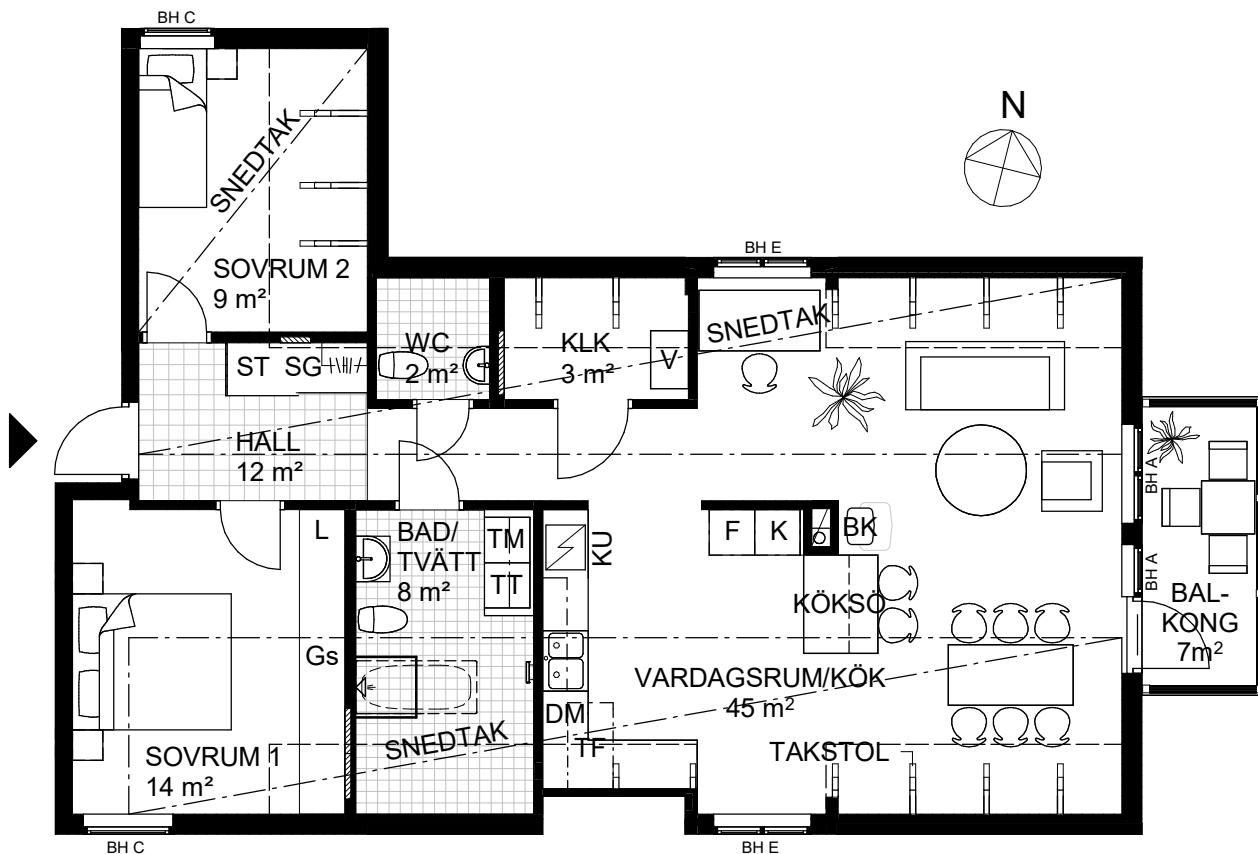 BH C
N
SNEDTAK
SOVRUM 2
9 m²
BH E
SNEDTAK
WC
2 m²
KLK
3 m²
V
ST SG
HALL
12 m²
BH A
L
BAD/
TVÄTT
8 m²
TM
TT
KU
F K
BK
BH A
KÖKSÖ
BAL-
KONG
7m²
Gs
VARDAGSRUM/KÖK
45 m²
DM
TF
SNEDTAK
TAKSTOL
SOVRUM 1
14 m²
BH C
BH E